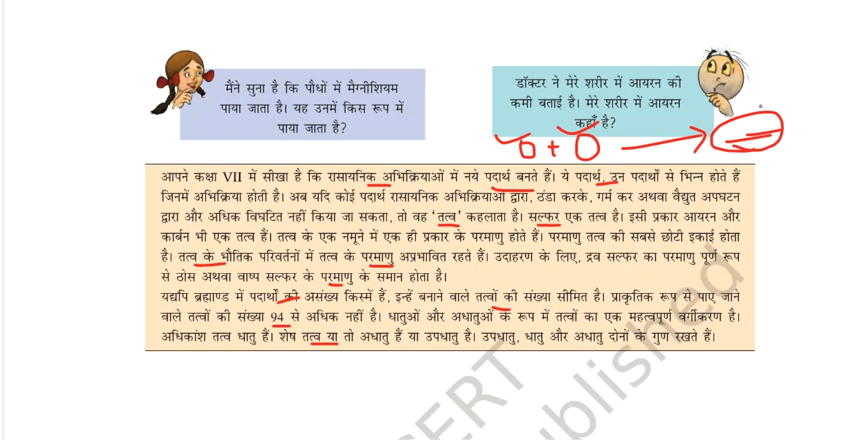 मैंने सुना है कि पौधों में मैग्नीशियम
पाया जाता है। यह उनमें किस रूप में
पाया जाता है?
डॉक्टर ने मेरे शरीर में आयरन की
कमी बताई है। मेरे शरीर में आयरन
कहाँ है?
आपने कक्षा VII में सीखा है कि रासायनिक अभिक्रियाओं में नये पदार्थ बनते हैं। ये पदार्थ, उन पदार्थों से भिन्न होते हैं
जिनमें अभिक्रिया होती है। अब यदि कोई पदार्थ रासायनिक अभिक्रियाओं द्वारा, ठंडा करके, गर्म कर अथवा वैद्युत अपघटन
द्वारा और अधिक विघटित नहीं किया जा सकता, तो वह ‘तत्व’ कहलाता है। सल्फर एक तत्व है। इसी प्रकार आयरन और
कार्बन भी एक तत्व हैं। तत्व के एक नमूने में एक ही प्रकार के परमाणु होते हैं। परमाणु तत्व की सबसे छोटी इकाई होता
है। तत्व के भौतिक परिवर्तनों में तत्व के परमाणु अप्रभावित रहते हैं। उदाहरण के लिए, द्रव सल्फर का परमाणु पूर्ण रूप
से ठोस अथवा वाष्प सल्फर के परमाणु के समान होता है।
यद्यपि ब्रह्माण्ड में पदार्थों की असंख्य किस्में हैं, इन्हें बनाने वाले तत्वों की संख्या सीमित है। प्राकृतिक रूप से पाए जाने
वाले तत्वों की संख्या 94 से अधिक नहीं है। धातुओं और अधातुओं के रूप में तत्वों का एक महत्वपूर्ण वर्गीकरण है।
अधिकांश तत्व धातु हैं। शेष तत्व या तो अधातु हैं या उपधातु है। उपधातु, धातु और अधातु दोनों के गुण रखते हैं।